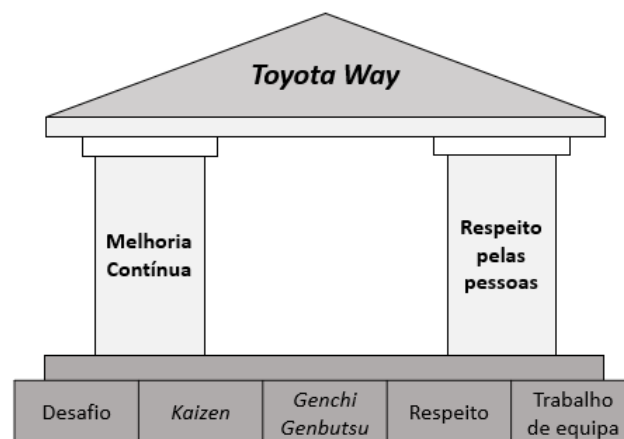 Toyota Way
Melhoria
Contínua
Respeito
pelas
pessoas
Desafio
Kaizen
Genchi
Genbutsu
Respeito
Trabalho
de equipa